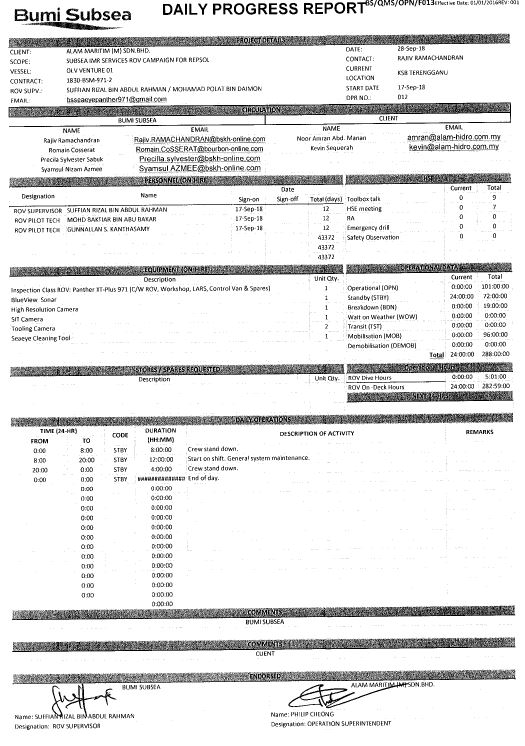 Bumi Subsea
DAILY PROGRESS REPORT
BS/QMS/OPN/F013 Effective Date: 01/01/2016 REV: 001
PROJECT DETAILS
CLIENT: ALAM MARITIM (M) SDN.BHD. DATE: 28-Sep-18
SCOPE: SUBSEA IMR SERVICES ROV CAMPAIGN FOR REPSOL CONTACT: RAJIV RAMACHANDRAN
VESSEL: OLV VENTURE 01 CURRENT LOCATION KSB TERENGGANU
CONTRACT: 1830-BSM-971-2
ROV SUPV.: SUFFIAN RIZAL BIN ABDUL RAHMAN / MOHAMAD POLAT BIN DAIMON START DATE 17-Sep-18
EMAIL: bsseaeyepanther971@gmail.com DPR NO.: 012
CIRCULATION
BUMI SUBSEA CLIENT
NAME EMAIL NAME EMAIL
Rajiv Ramachandran Rajiv.RAMACHANDRAN@bskh-online.com Noor Amran Abd. Manan amran@alam-hidro.com.my
Romain Cosserat Romain.CoSSERAT@bourbon-online.com Kevin Sequerah kevin@alam-hidro.com.my
Precilla Sylvester Sabuk Precilla.sylvester@bskh-online.com
Syamsul Nizam Azmee Syamsul.AZMEE@bskh-online.com
PERSONNEL (ON-HIRE)
Designation Name Date Sign-on Sign-off Total (days)
ROV SUPERVISOR SUFFIAN RIZAL BIN ABDUL RAHMAN 17-Sep-18 12
ROV PILOT TECH MOHD BAKTIAR BIN ABU BAKAR 17-Sep-18 12
ROV PILOT TECH GUNNALLAN S. KANTHASAMY 17-Sep-18 12
43372
43372
43372
Current Total
Toolbox talk 0 9
HSE meeting 0 7
RA 0 0
Emergency drill 0 0
Safety Observation 0 0
EQUIPMENT (ON-HIRE)
Description Unit Qty.
Inspection Class ROV: Panther XT-Plus 971 (C/W ROV, Workshop, LARS, Control Van & Spares) 1
BlueView Sonar 1
High Resolution Camera 1
SIT Camera 1
Tooling Camera 2
Seaeye Cleaning Tool 1
OPERATIONAL DATA
Current Total
Operational (OPN) 0:00:00 101:00:00
Standby (STBY) 24:00:00 72:00:00
Breakdown (BDN) 0:00:00 19:00:00
Wait on Weather (WOW) 0:00:00 0:00:00
Transit (TST) 0:00:00 0:00:00
Mobilisation (MOB) 0:00:00 96:00:00
Demobilisation (DEMOB) 0:00:00 0:00:00
Total 24:00:00 288:00:00
STORES / SPARES REQUESTED
Description Unit Qty.
ROV Dive Hours 0:00:00 5:01:00
ROV On -Deck Hours 24:00:00 282:59:00
DAILY OPERATIONS
TIME (24-HR) CODE DURATION DESCRIPTION OF ACTIVITY REMARKS
FROM TO (HH:MM)
0:00 8:00 STBY 8:00:00 Crew stand down.
8:00 20:00 STBY 12:00:00 Start on shift. General system maintenance.
20:00 0:00 STBY 4:00:00 Crew stand down.
0:00 0:00 STBY ############# End of day.
0:00 0:00:00
0:00 0:00:00
0:00 0:00:00
0:00 0:00:00
0:00 0:00:00
0:00 0:00:00
0:00 0:00:00
0:00 0:00:00
0:00 0:00:00
0:00 0:00:00
0:00 0:00:00
0:00:00
COMMENTS
BUMI SUBSEA
COMMENTS
CLIENT
ENDORSED
BUMI SUBSEA ALAM MARITIM (M) SDN.BHD.
Name: SUFFIAN RIZAL BIN ABDUL RAHMAN Name: PHILIP CHEONG
Designation: ROV SUPERVISOR Designation: OPERATION SUPERINTENDENT